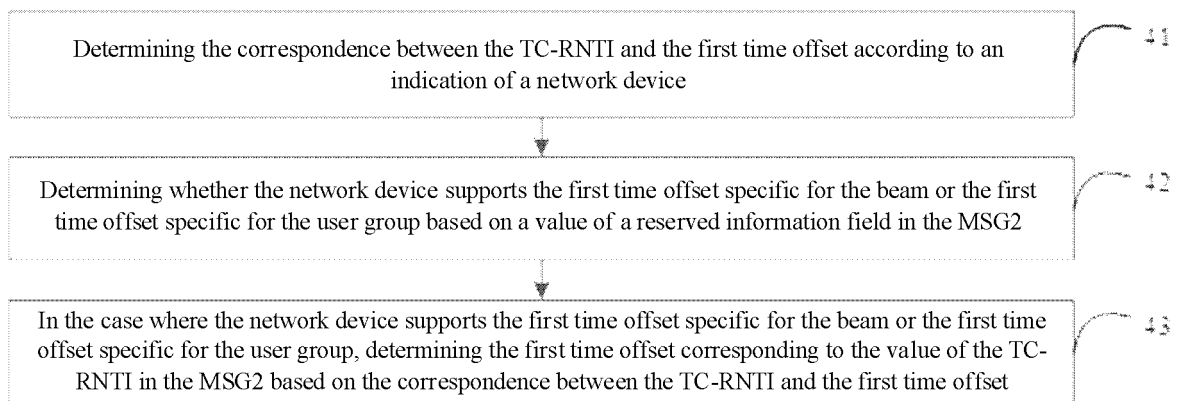 Determining the correspondence between the TC-RNTI and the first time offset according to an
indication of a network device
41
Determining whether the network device supports the first time offset specific for the beam or the first
time offset specific for the user group based on a value of a reserved information field in the MSG2
42
In the case where the network device supports the first time offset specific for the beam or the first time
offset specific for the user group, determining the first time offset corresponding to the value of the TC-
RNTI in the MSG2 based on the correspondence between the TC-RNTI and the first time offset
43